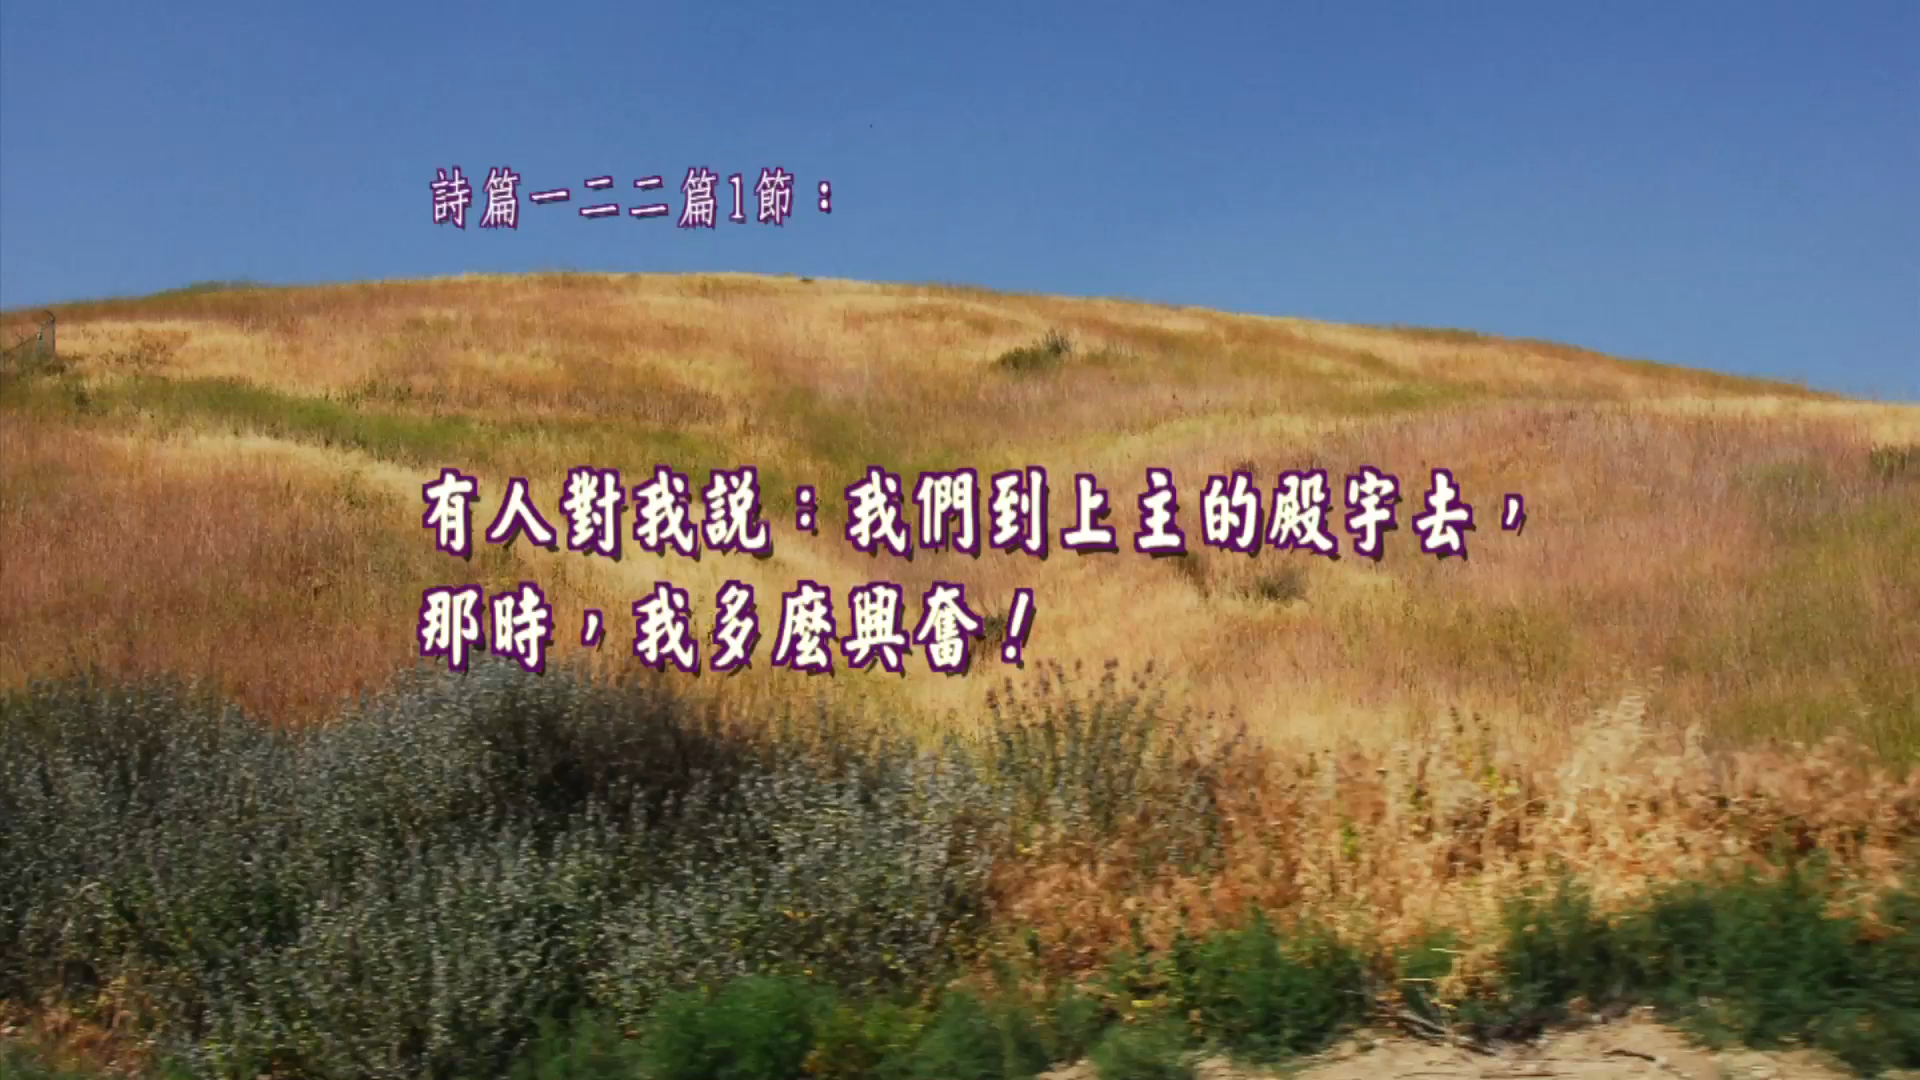 詩篇一二二篇1節：
有人對我説：我們到上主的殿宇去，
那時，我多麼興奮！